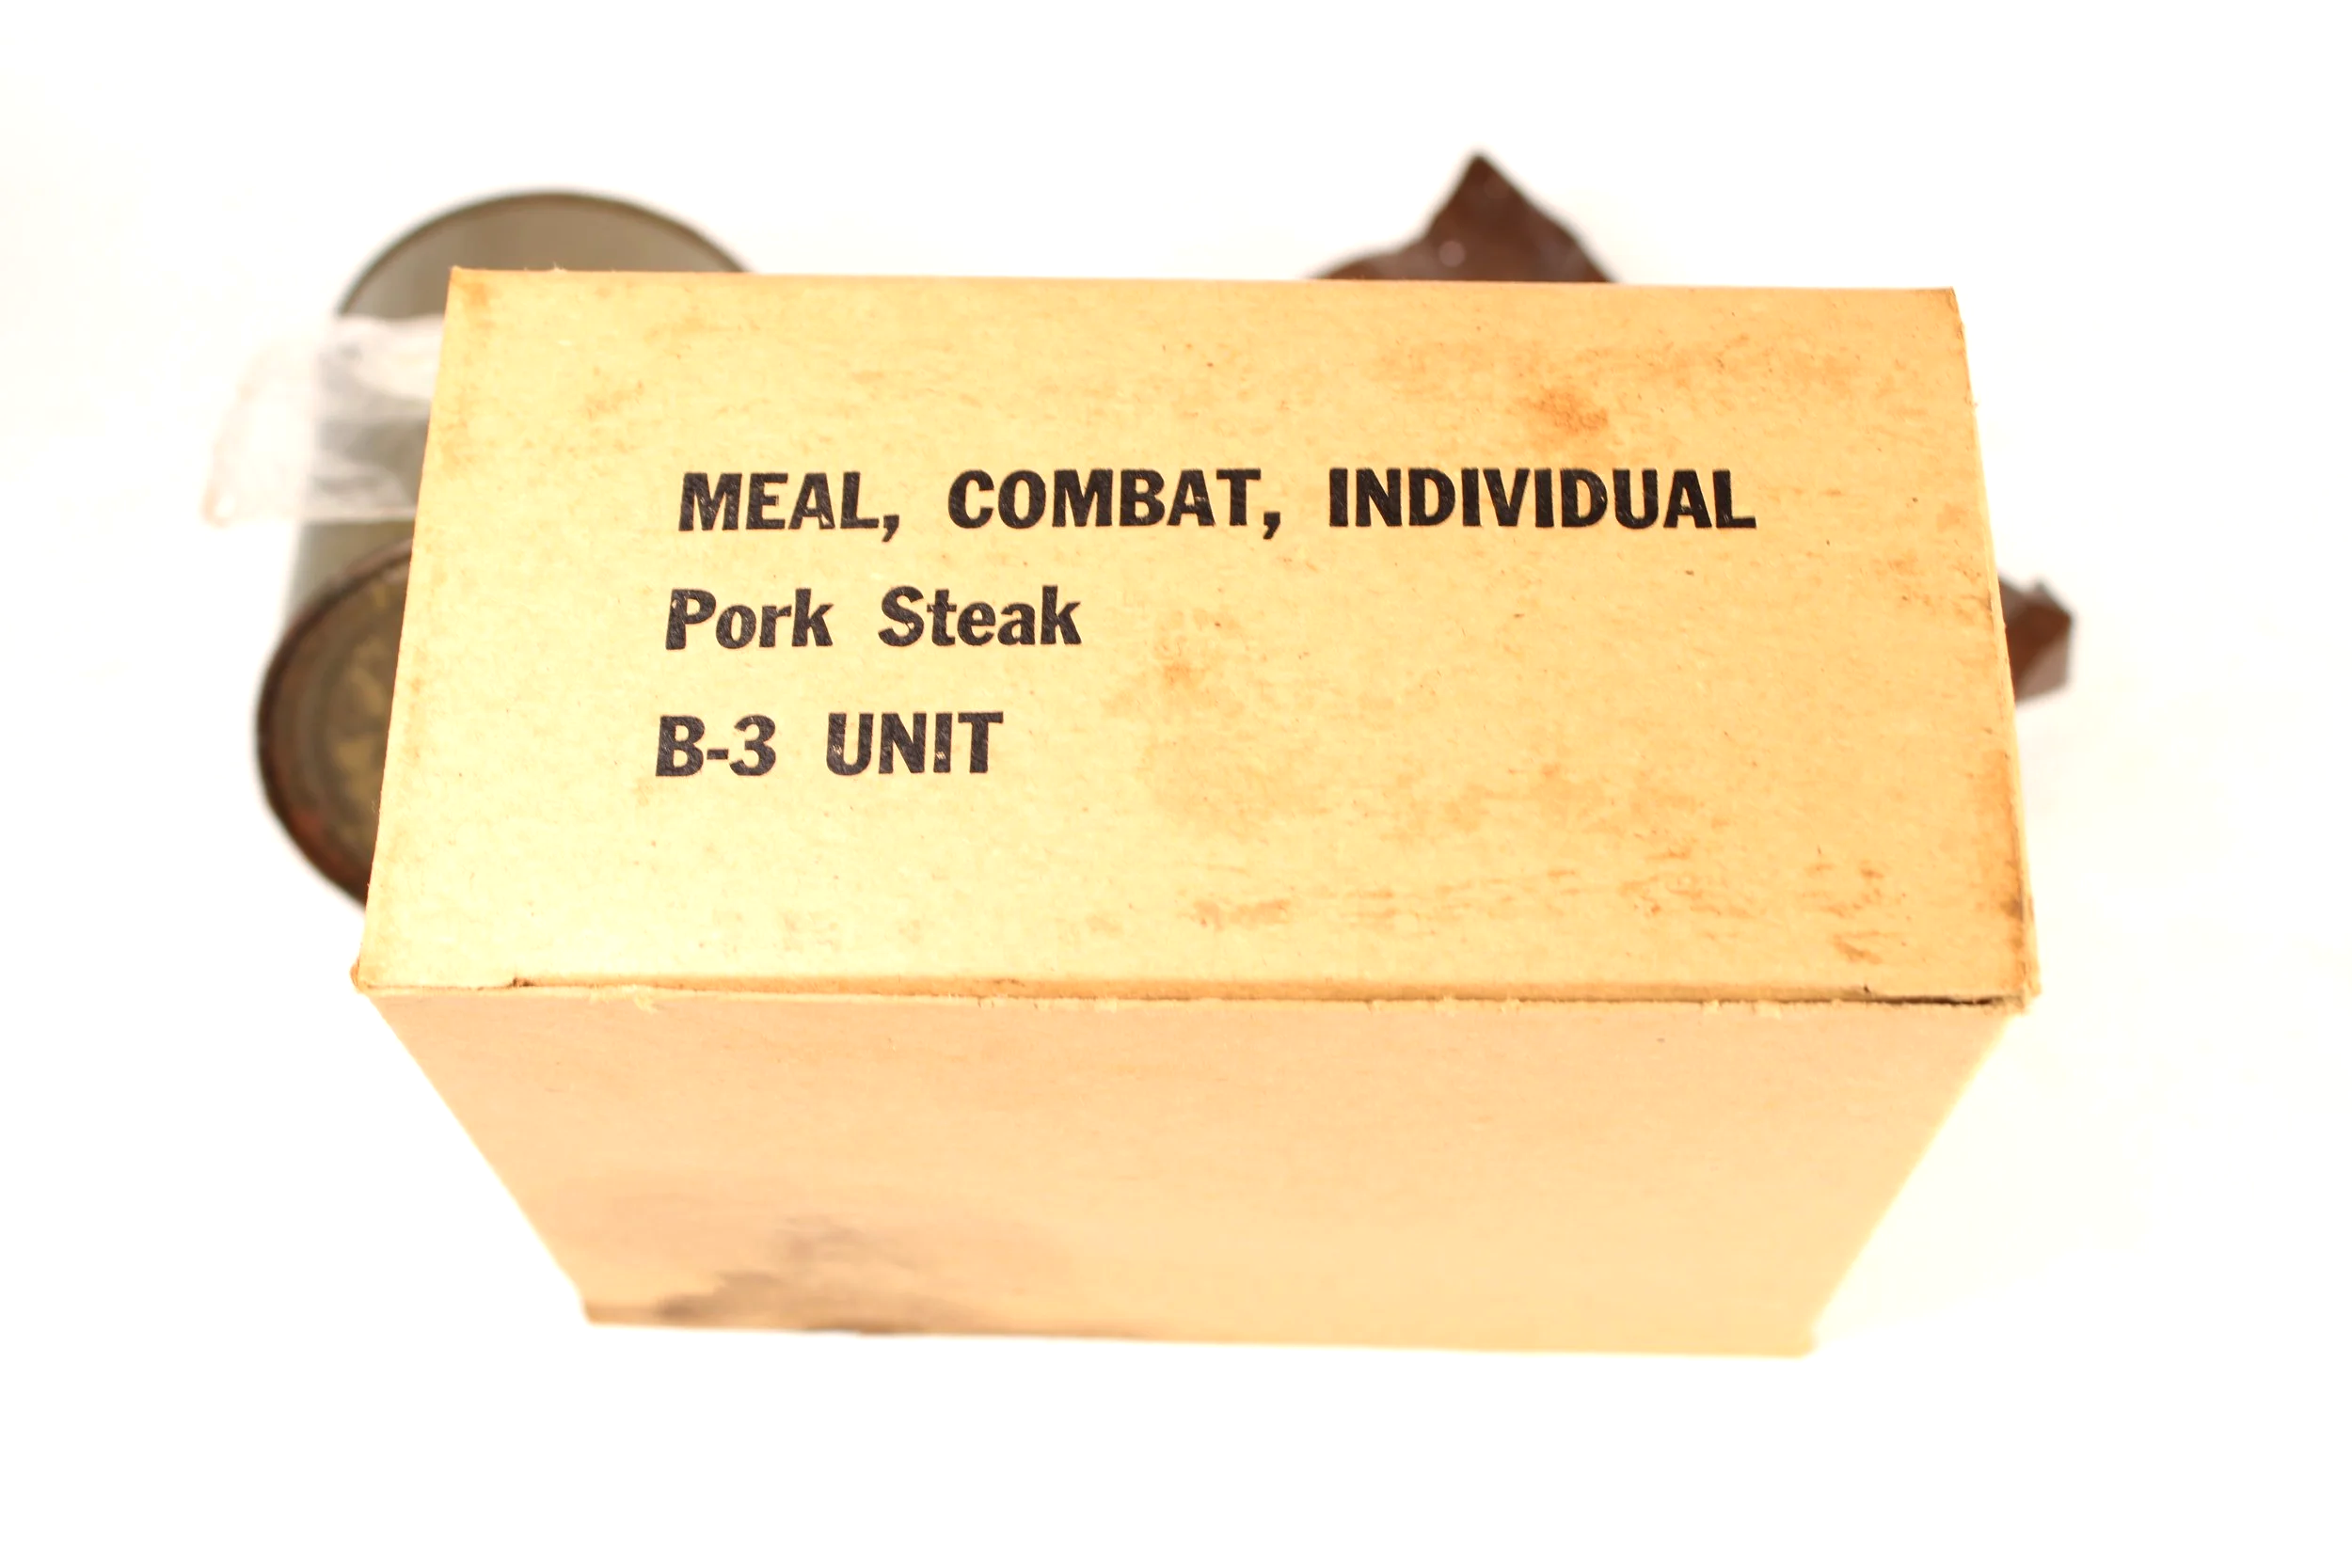 MEAL, COMBAT, INDIVIDUAL
Pork Steak
B-3 UNIT